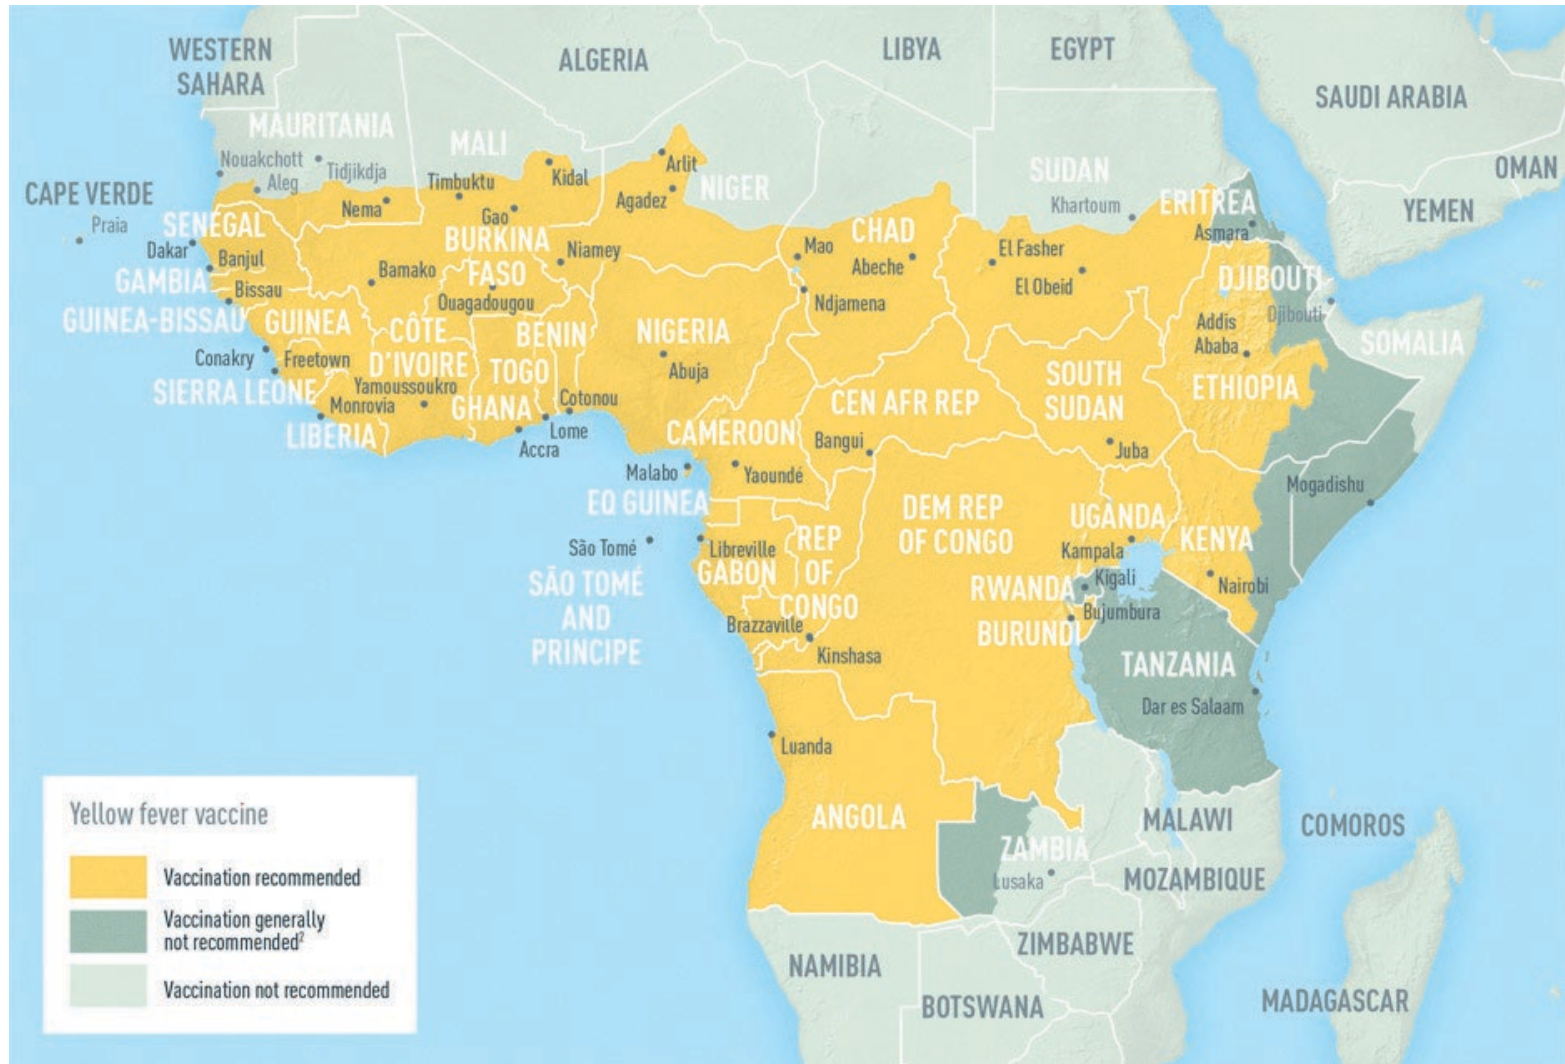 WESTERN
SAHARA
ALGERIA
LIBYA
EGYPT
SAUDI ARABIA
OMAN
YEMEN
MAURITANIA
Nouakchott
Tidjikdja
Aleg
CAPE VERDE
Praia
MALI
Timbuktu
Kidal
Nema
Gao
Arlit
Agadez
NIGER
SUDAN
Khartoum
ERITREA
Asmara
SENEGAL
Dakar
Banjul
GAMBIA
Bissau
GUINEA-BISSAU
GUINEA
Bamako
BURKINA
FASO
Ouagadougou
Niamey
CHAD
Mao
Abeche
Ndjamena
El Fasher
El Obeid
DJIBOUTI
Djibouti
SOMALIA
Addis
Ababa
ETHIOPIA
Conakry
Freetown
SIERRA LEONE
Monrovia
LIBERIA
CÔTE
D'IVOIRE
Yamoussoukro
BENIN
TOGO
GHANA
Cotonou
Lome
Accra
NIGERIA
Abuja
CEN AFR REP
Bangui
SOUTH
SUDAN
Juba
CAMEROON
Yaoundé
Malabo
EQ GUINEA
São Tomé
SÃO TOMÉ
AND
PRINCIPE
Libreville
GABON
REP
OF
CONGO
Brazzaville
Kinshasa
DEM REP
OF CONGO
UGANDA
Kampala
KENYA
Nairobi
Mogadishu
RWANDA
Kigali
Bujumbura
BURUNDI
TANZANIA
Dar es Salaam
Luanda
ANGOLA
ZAMBIA
Lusaka
MALAWI
MOZAMBIQUE
COMOROS
ZIMBABWE
NAMIBIA
BOTSWANA
MADAGASCAR
Yellow fever vaccine
Vaccination recommended
Vaccination generally
not recommended²
Vaccination not recommended